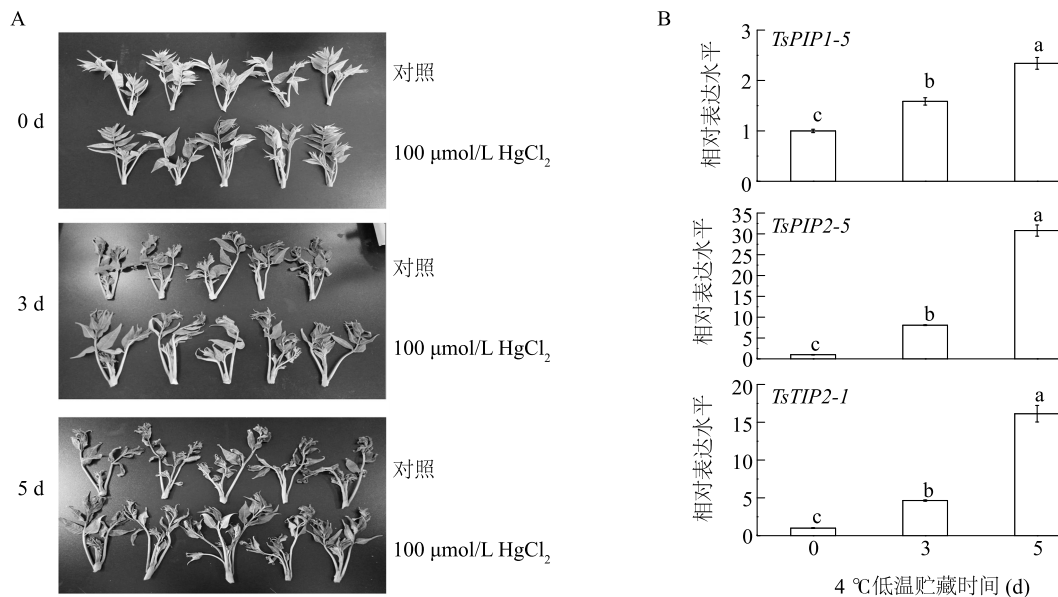 A
0 d
对照
100 μmol/L HgCl₂
3 d
对照
100 μmol/L HgCl₂
5 d
对照
100 μmol/L HgCl₂
B
TsPIP1-5
相对表达水平
3
2
1
0
c
b
a
TsPIP2-5
相对表达水平
35
30
25
20
15
10
5
0
c
b
a
TsTIP2-1
相对表达水平
20
15
10
5
0
c
b
a
0 3 5
4 ℃低温贮藏时间 (d)